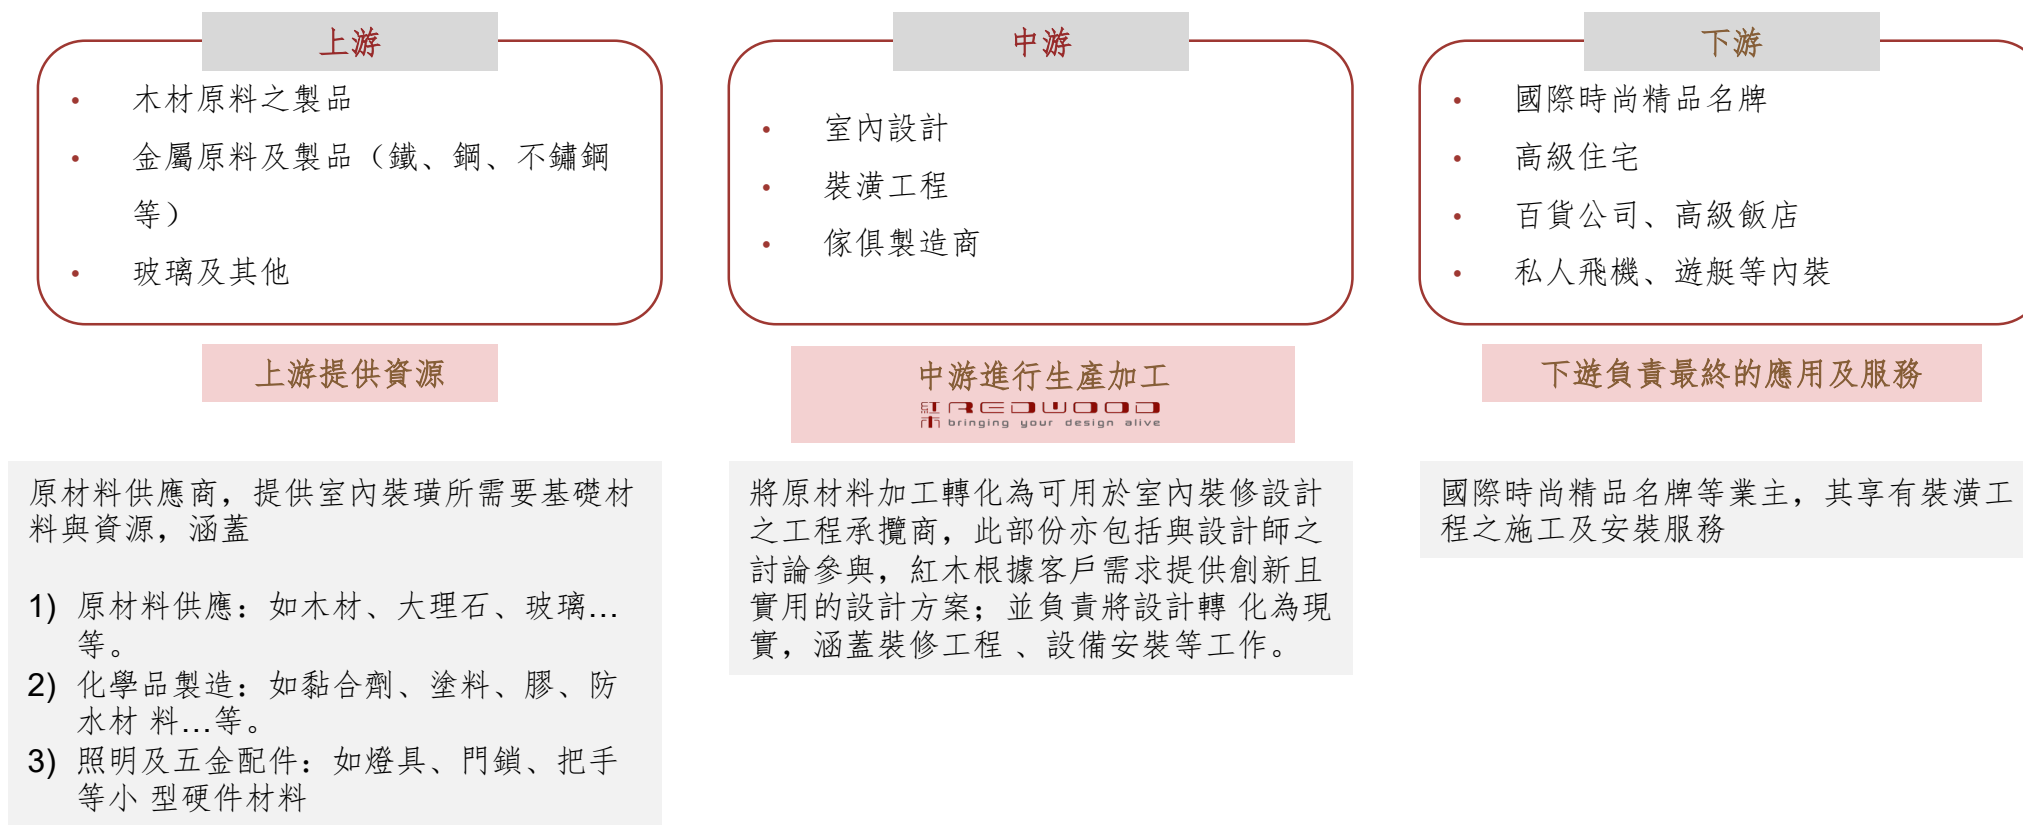 上游
• 木材原料之製品
• 金屬原料及製品（鐵、鋼、不鏽鋼
等）
• 玻璃及其他
上游提供資源
原材料供應商，提供室內裝璜所需要基礎材
料與資源，涵蓋
1) 原材料供應：如木材、大理石、玻璃…
等。
2) 化學品製造：如黏合劑、塗料、膠、防
水材 料…等。
3) 照明及五金配件：如燈具、門鎖、把手
等小 型硬件材料
中游
• 室內設計
• 裝潢工程
• 傢俱製造商
中游進行生產加工
紅木 REDWOOD
bringing your design alive
將原材料加工轉化為可用於室內裝修設計
之工程承攬商，此部份亦包括與設計師之
討論參與，紅木根據客戶需求提供創新且
實用的設計方案；並負責將設計轉 化為現
實，涵蓋裝修工程 、設備安裝等工作。
下游
• 國際時尚精品名牌
• 高級住宅
• 百貨公司、高級飯店
• 私人飛機、遊艇等內裝
下遊負責最終的應用及服務
國際時尚精品名牌等業主，共享有裝潢工
程之施工及安裝服務